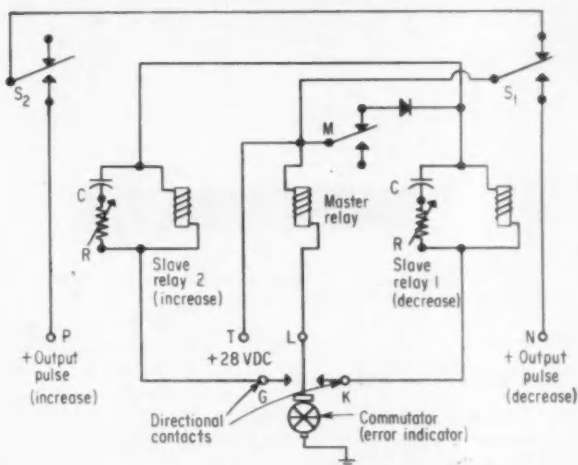 S2
S1
M
C
R
Slave
relay 2
(increase)
Master
relay
C
R
Slave
relay 1
(decrease)
P
+ Output
pulse
(increase)
T
+28 VDC
L
N
+ Output
pulse
(decrease)
G
K
Directional
contacts
Commutator
(error indicator)